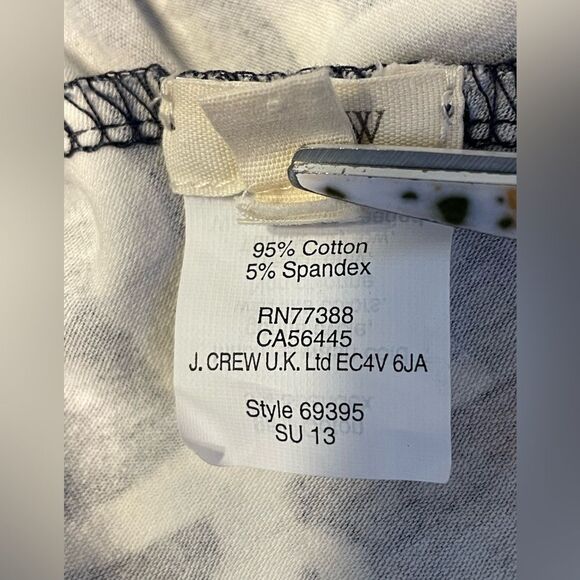 W
95% Cotton
5% Spandex
RN77388
CA56445
J. CREW U.K. Ltd EC4V 6JA
Style 69395
SU 13